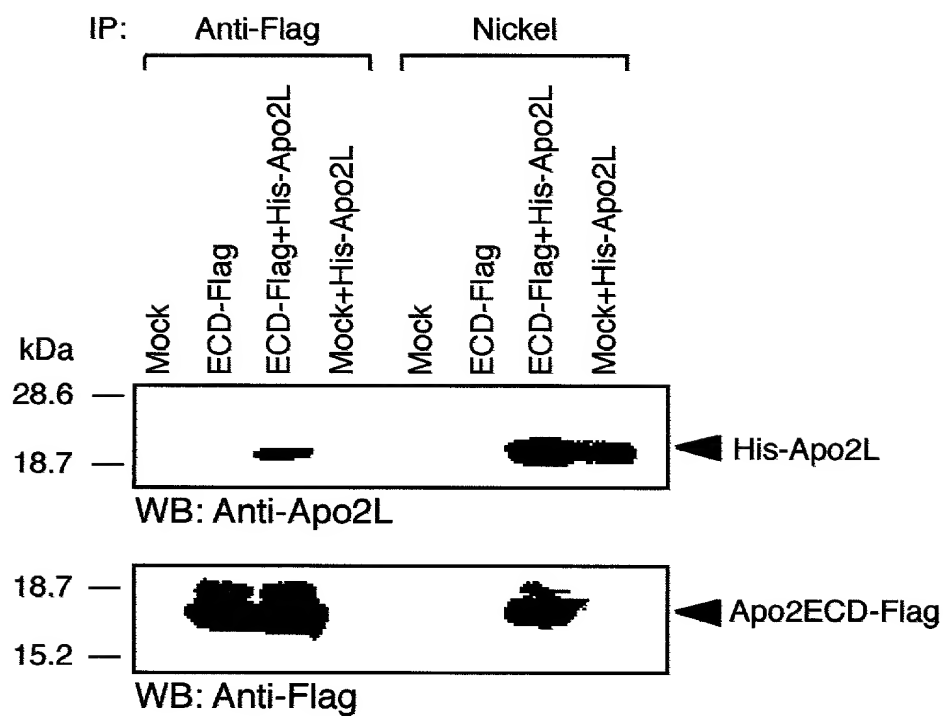 IP: Anti-Flag Nickel
Mock
ECD-Flag
ECD-Flag+His-Apo2L
Mock+His-Apo2L
Mock
ECD-Flag
ECD-Flag+His-Apo2L
Mock+His-Apo2L
kDa
28.6
18.7
His-Apo2L
WB: Anti-Apo2L
18.7
Apo2ECD-Flag
15.2
WB: Anti-Flag